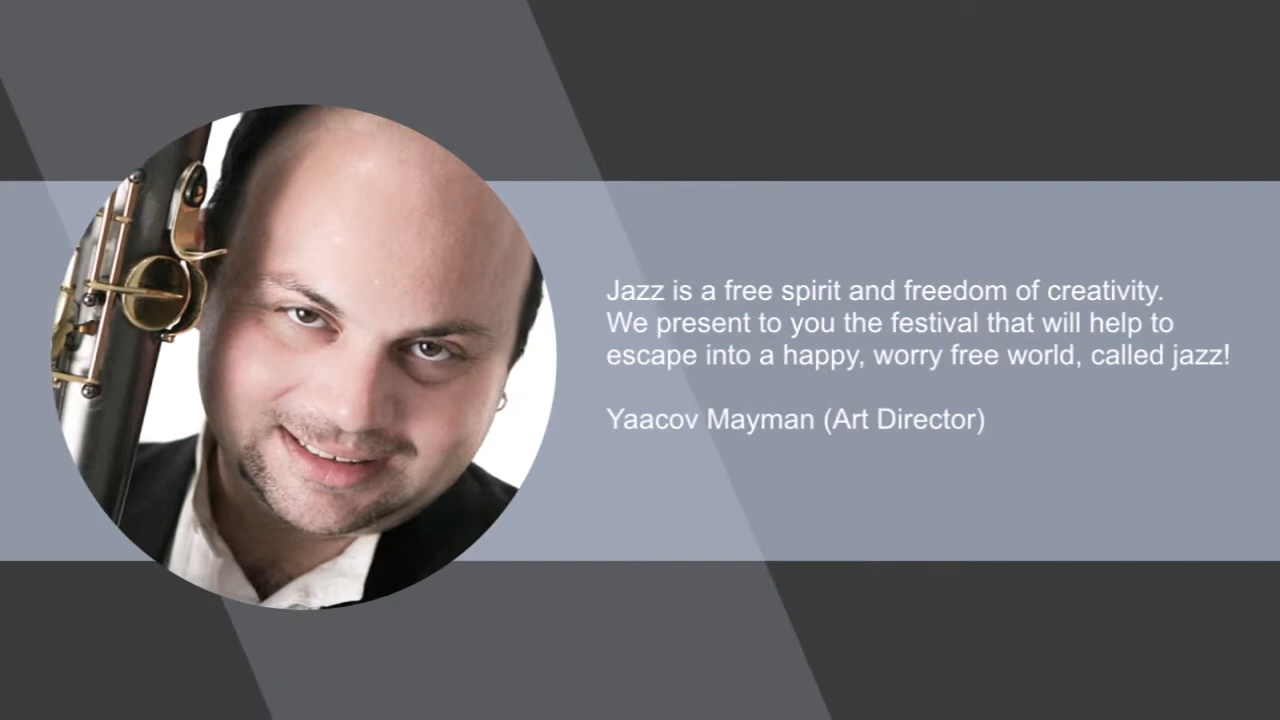 Jazz is a free spirit and freedom of creativity.
We present to you the festival that will help to
escape into a happy, worry free world, called jazz!
Yaacov Mayman (Art Director)